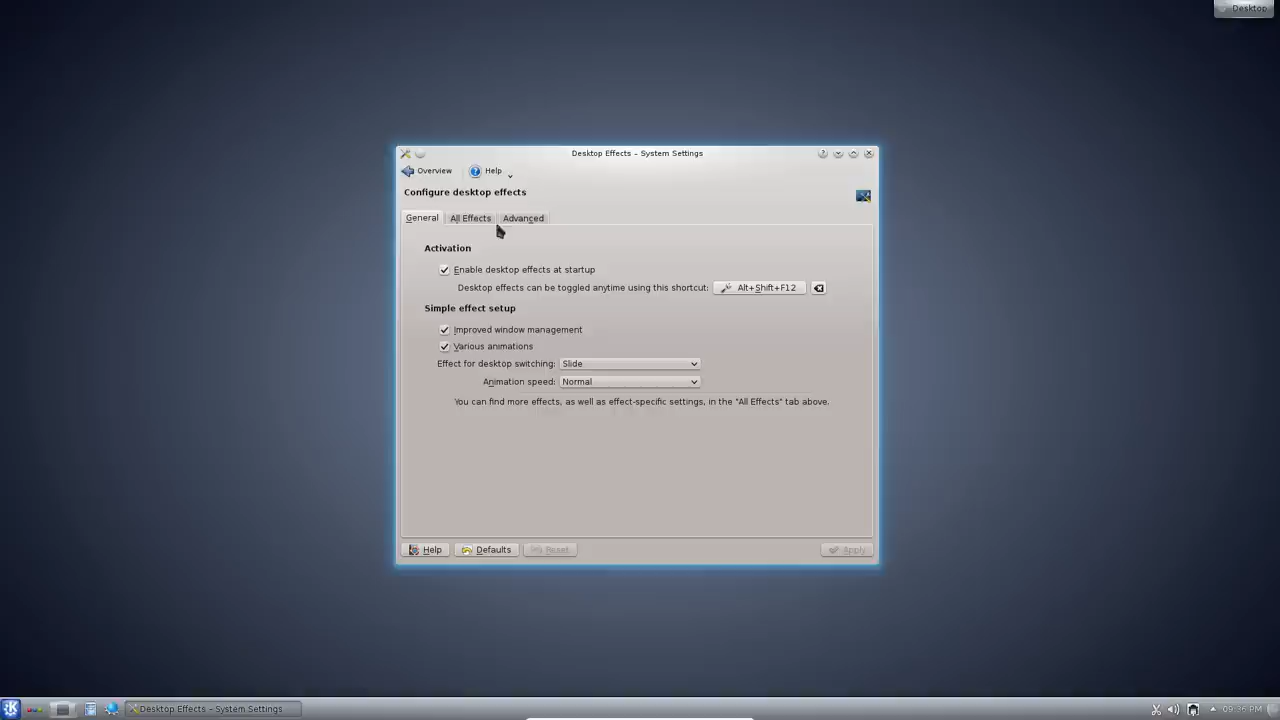 Desktop
Desktop Effects – System Settings
Overview Help
Configure desktop effects
General All Effects Advanced
Activation
Enable desktop effects at startup
Desktop effects can be toggled anytime using this shortcut: Alt+Shift+F12
Simple effect setup
Improved window management
Various animations
Effect for desktop switching: Slide
Animation speed: Normal
You can find more effects, as well as effect-specific settings, in the "All Effects" tab above.
Help Defaults Reset Apply
Desktop Effects – System Settings 09:36 PM